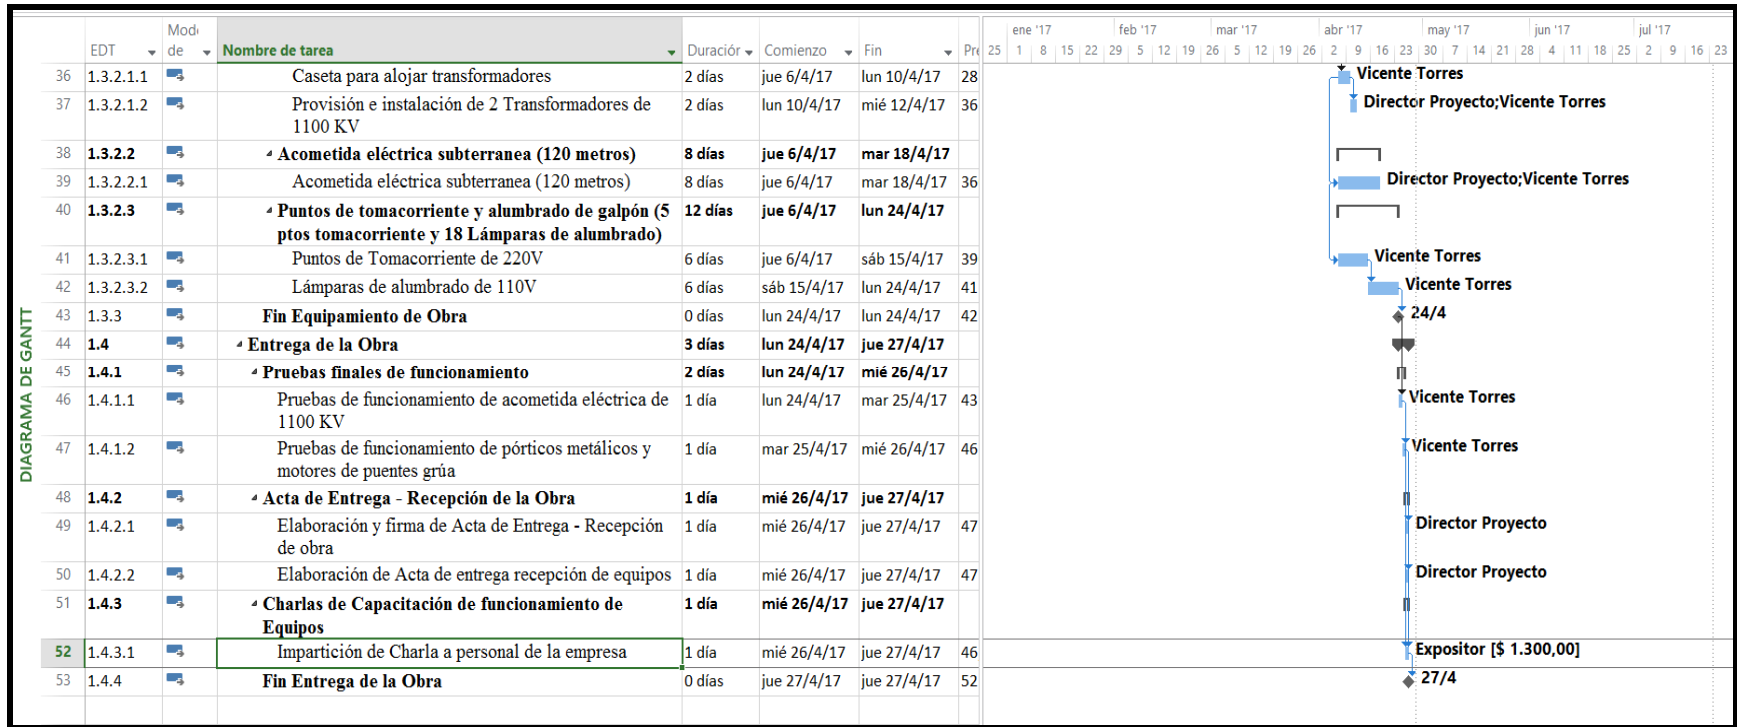 DIAGRAMA DE GANTT
EDT Modo de Nombre de tarea Duración Comienzo Fin Pre
ene '17 feb '17 mar '17 abr '17 may '17 jun '17 jul '17
25 1 8 15 22 29 5 12 19 26 5 12 19 26 2 9 16 23 30 7 14 21 28 4 11 18 25 2 9 16 23
36 1.3.2.1.1 Caseta para alojar transformadores 2 días jue 6/4/17 lun 10/4/17 28 Vicente Torres
37 1.3.2.1.2 Provisión e instalación de 2 Transformadores de 2 días lun 10/4/17 mié 12/4/17 36 Director Proyecto;Vicente Torres
1100 KV
38 1.3.2.2 Acometida eléctrica subterranea (120 metros) 8 días jue 6/4/17 mar 18/4/17
39 1.3.2.2.1 Acometida eléctrica subterranea (120 metros) 8 días jue 6/4/17 mar 18/4/17 36 Director Proyecto;Vicente Torres
40 1.3.2.3 Puntos de tomacorriente y alumbrado de galpón (5 12 días jue 6/4/17 lun 24/4/17
ptos tomacorriente y 18 Lámparas de alumbrado)
41 1.3.2.3.1 Puntos de Tomacorriente de 220V 6 días jue 6/4/17 sáb 15/4/17 39 Vicente Torres
42 1.3.2.3.2 Lámparas de alumbrado de 110V 6 días sáb 15/4/17 lun 24/4/17 41 Vicente Torres
43 1.3.3 Fin Equipamiento de Obra 0 días lun 24/4/17 lun 24/4/17 42 24/4
44 1.4 Entrega de la Obra 3 días lun 24/4/17 jue 27/4/17
45 1.4.1 Pruebas finales de funcionamiento 2 días lun 24/4/17 mié 26/4/17
46 1.4.1.1 Pruebas de funcionamiento de acometida eléctrica de 1 día lun 24/4/17 mar 25/4/17 43 Vicente Torres
1100 KV
47 1.4.1.2 Pruebas de funcionamiento de pórticos metálicos y 1 día mar 25/4/17 mié 26/4/17 46 Vicente Torres
motores de puentes grúa
48 1.4.2 Acta de Entrega - Recepción de la Obra 1 día mié 26/4/17 jue 27/4/17
49 1.4.2.1 Elaboración y firma de Acta de Entrega - Recepción 1 día mié 26/4/17 jue 27/4/17 47 Director Proyecto
de obra
50 1.4.2.2 Elaboración de Acta de entrega recepción de equipos 1 día mié 26/4/17 jue 27/4/17 47 Director Proyecto
51 1.4.3 Charlas de Capacitación de funcionamiento de 1 día mié 26/4/17 jue 27/4/17
Equipos
52 1.4.3.1 Impartición de Charla a personal de la empresa 1 día mié 26/4/17 jue 27/4/17 46 Expositor [$ 1.300,00]
53 1.4.4 Fin Entrega de la Obra 0 días jue 27/4/17 jue 27/4/17 52 27/4